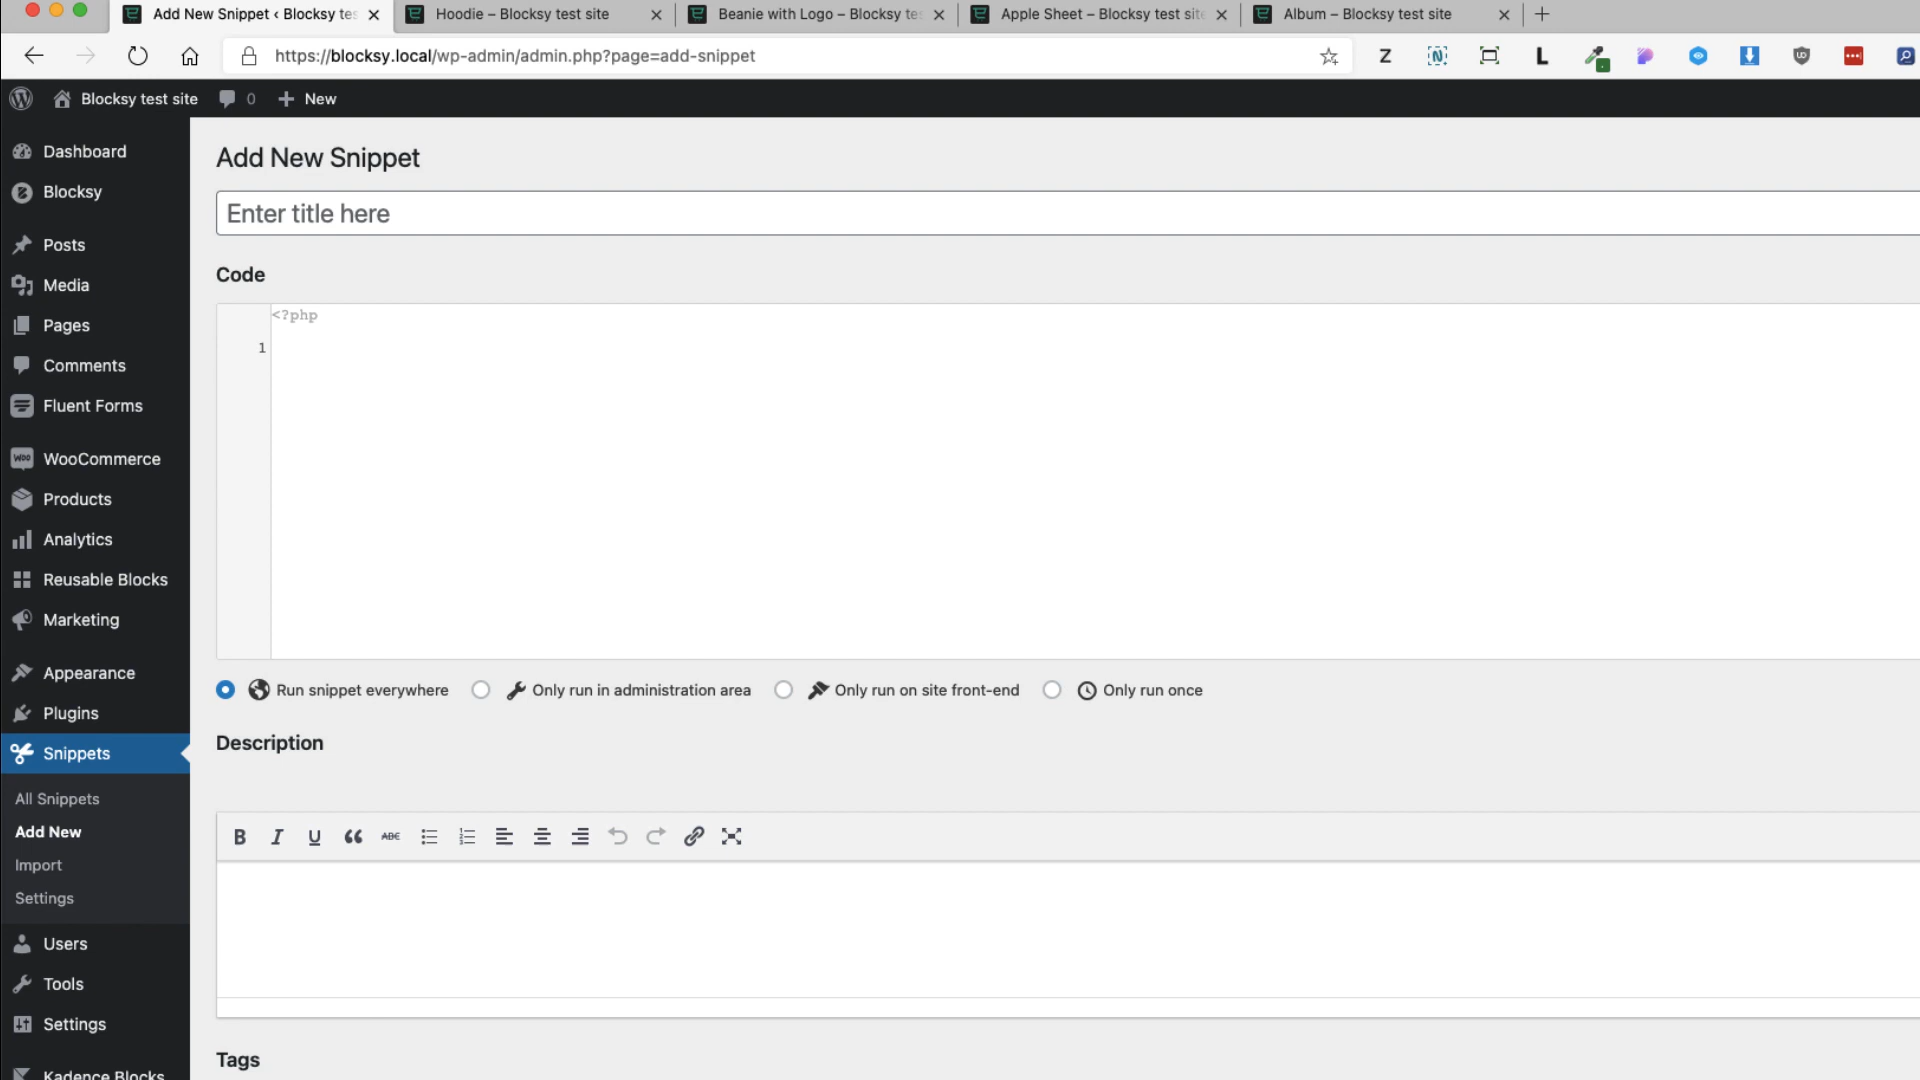 Add New Snippet ‹ Blocksy tes
Hoodie – Blocksy test site
Beanie with Logo – Blocksy te
Apple Sheet – Blocksy test site
Album – Blocksy test site
https://blocksy.local/wp-admin/admin.php?page=add-snippet
Z
N
L
Blocksy test site
0
New
Dashboard
Blocksy
Posts
Media
Pages
Comments
Fluent Forms
WooCommerce
Products
Analytics
Reusable Blocks
Marketing
Appearance
Plugins
Snippets
All Snippets
Add New
Import
Settings
Users
Tools
Settings
Kadence Blocks
Add New Snippet
Enter title here
Code
<?php
1
Run snippet everywhere
Only run in administration area
Only run on site front-end
Only run once
Description
B I U ABC
Tags